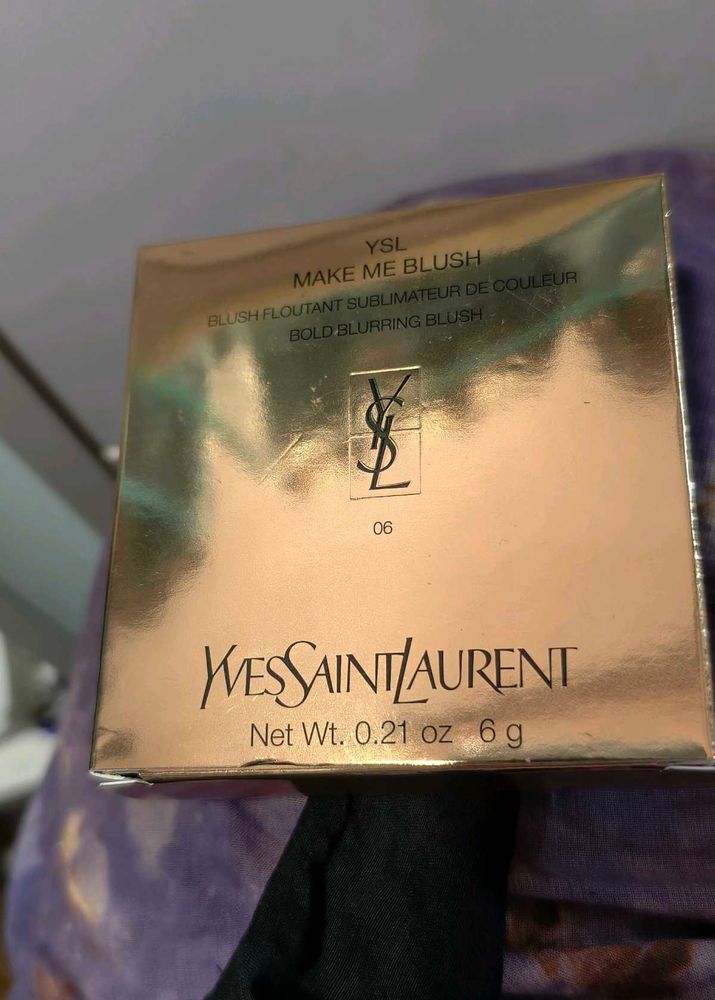 YSL
MAKE ME BLUSH
BLUSH FLOUTANT SUBLIMATEUR DE COULEUR
BOLD BLURRING BLUSH
YSL
06
YVESSAINTLAURENT
Net Wt. 0.21 oz 6 g